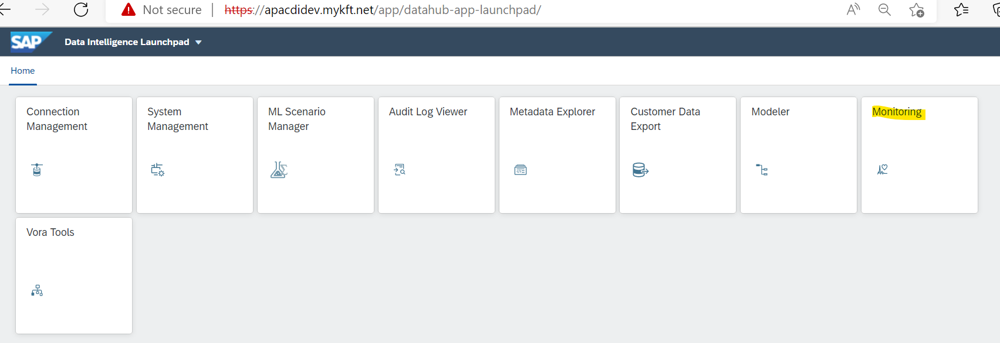 Not secure | https://apacdidev.mykft.net/app/datahub-app-launchpad/
SAP Data Intelligence Launchpad
Home
Connection Management
System Management
ML Scenario Manager
Audit Log Viewer
Metadata Explorer
Customer Data Export
Modeler
Monitoring
Vora Tools